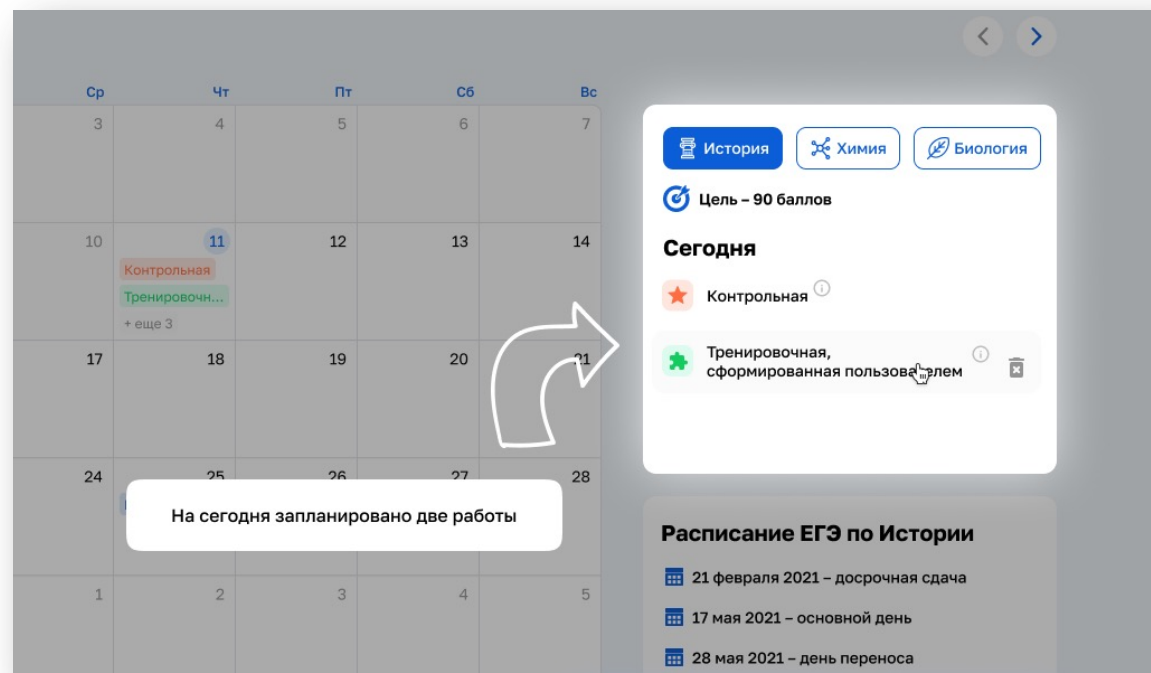 Ср Чт Пт Сб Вс
3 4 5 6 7
10 11 12 13 14
Контрольная
Тренировочн...
+ еще 3
17 18 19 20 21
24 25 26 27 28
На сегодня запланировано две работы
1 2 3 4 5
История Химия Биология
Цель – 90 баллов
Сегодня
Контрольная
Тренировочная,
сформированная пользователем
Расписание ЕГЭ по Истории
21 февраля 2021 – досрочная сдача
17 мая 2021 – основной день
28 мая 2021 – день переноса